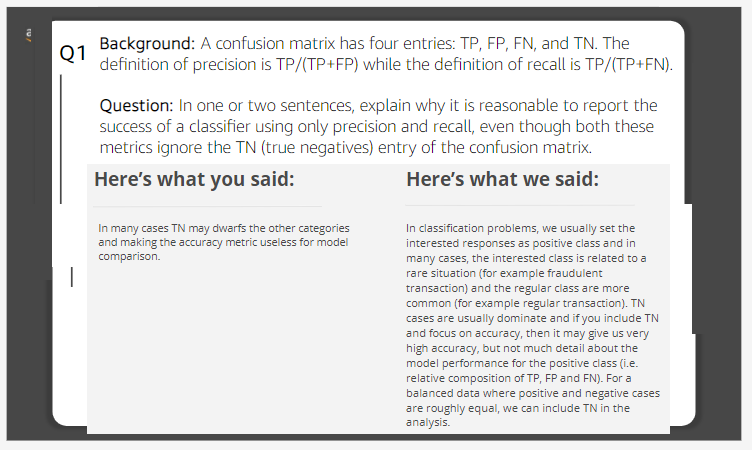 Q1
Background: A confusion matrix has four entries: TP, FP, FN, and TN. The
definition of precision is TP/(TP+FP) while the definition of recall is TP/(TP+FN).
Question: In one or two sentences, explain why it is reasonable to report the
success of a classifier using only precision and recall, even though both these
metrics ignore the TN (true negatives) entry of the confusion matrix.
Here's what you said:
In many cases TN may dwarfs the other categories
and making the accuracy metric useless for model
comparison.
Here's what we said:
In classification problems, we usually set the
interested responses as positive class and in
many cases, the interested class is related to a
rare situation (for example fraudulent
transaction) and the regular class are more
common (for example regular transaction). TN
cases are usually dominate and if you include TN
and focus on accuracy, then it may give us very
high accuracy, but not much detail about the
model performance for the positive class (i.e.
relative composition of TP, FP and FN). For a
balanced data where positive and negative cases
are roughly equal, we can include TN in the
analysis.